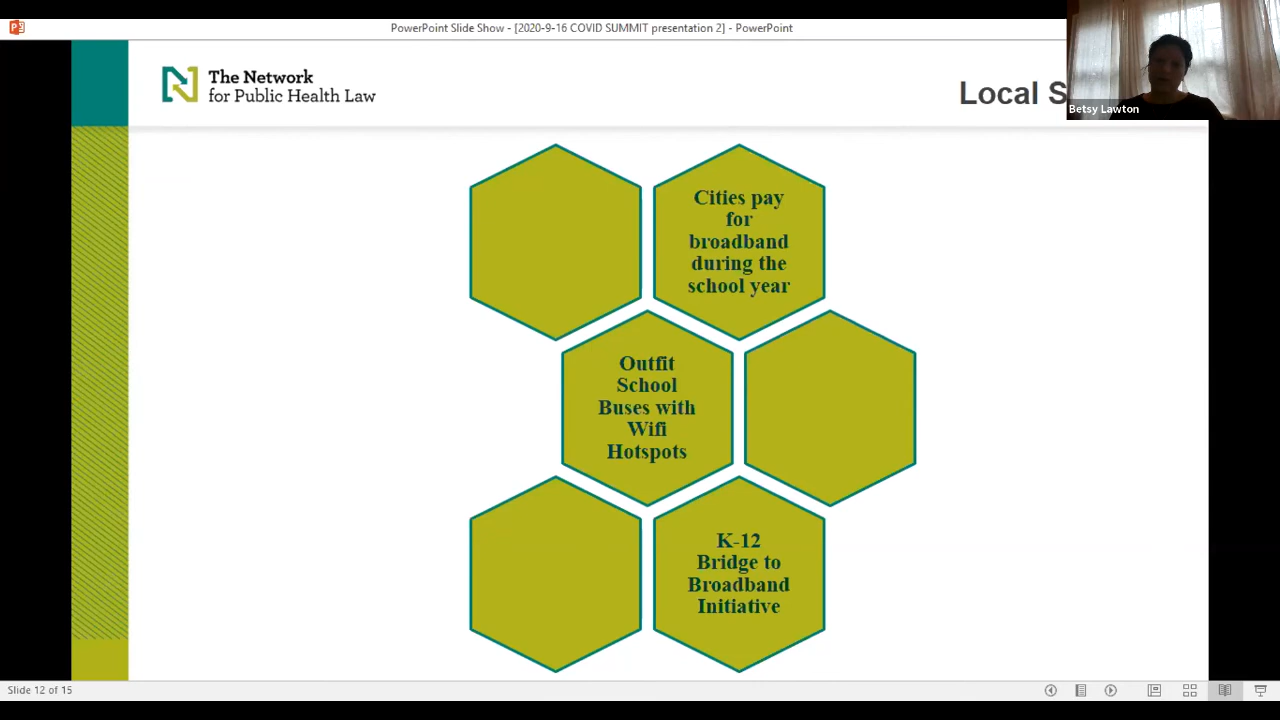 PowerPoint Slide Show - [2020-9-16 COVID SUMMIT presentation 2] - PowerPoint
The Network
for Public Health Law
Local S
Betsy Lawton
Cities pay
for
broadband
during the
school year
Outfit
School
Buses with
Wifi
Hotspots
K-12
Bridge to
Broadband
Initiative
Slide 12 of 15